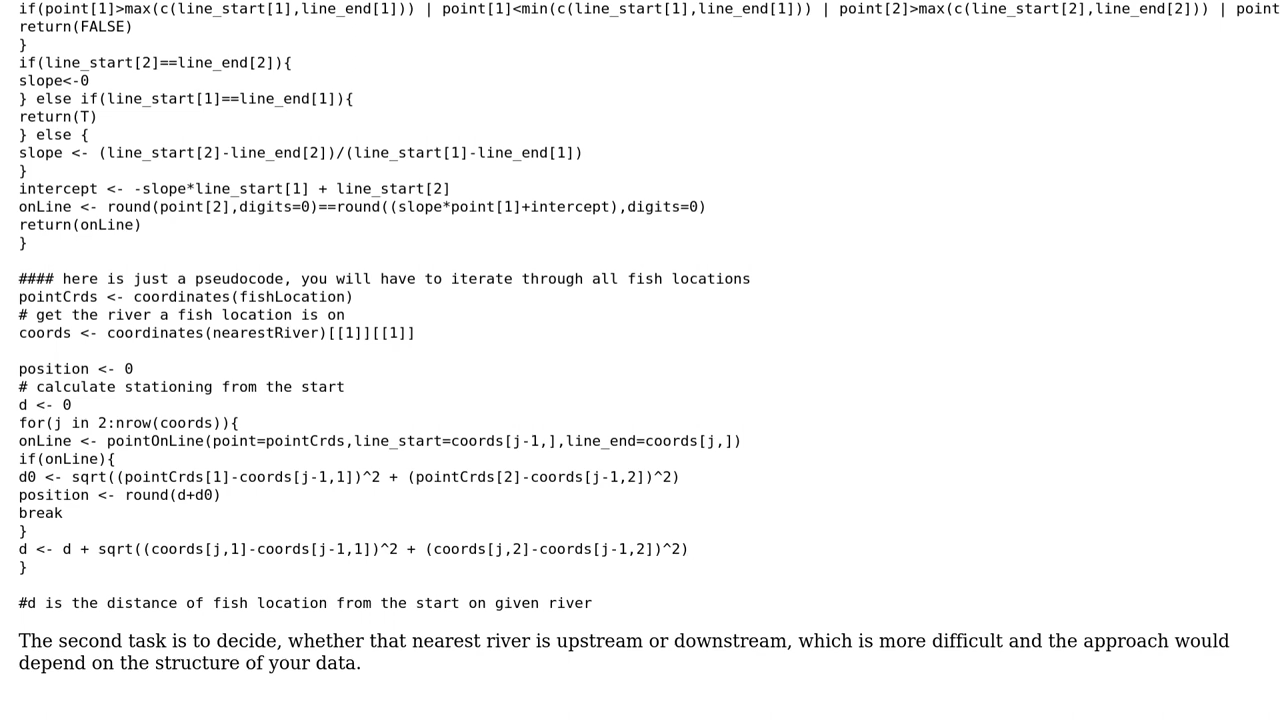 if(point[1]>max(c(line_start[1],line_end[1])) | point[1]<min(c(line_start[1],line_end[1])) | point[2]>max(c(line_start[2],line_end[2])) | point
return(FALSE)
}
if(line_start[2]==line_end[2]){
slope<-0
} else if(line_start[1]==line_end[1]){
return(T)
} else {
slope <- (line_start[2]-line_end[2])/(line_start[1]-line_end[1])
}
intercept <- -slope*line_start[1] + line_start[2]
onLine <- round(point[2],digits=0)==round((slope*point[1]+intercept),digits=0)
return(onLine)
}
#### here is just a pseudocode, you will have to iterate through all fish locations
pointCrds <- coordinates(fishLocation)
# get the river a fish location is on
coords <- coordinates(nearestRiver)[[1]][[1]]
position <- 0
# calculate stationing from the start
d <- 0
for(j in 2:nrow(coords)){
onLine <- pointOnLine(point=pointCrds,line_start=coords[j-1,],line_end=coords[j,])
if(onLine){
d0 <- sqrt((pointCrds[1]-coords[j-1,1])^2 + (pointCrds[2]-coords[j-1,2])^2)
position <- round(d+d0)
break
}
d <- d + sqrt((coords[j,1]-coords[j-1,1])^2 + (coords[j,2]-coords[j-1,2])^2)
}
#d is the distance of fish location from the start on given river
The second task is to decide, whether that nearest river is upstream or downstream, which is more difficult and the approach would
depend on the structure of your data.